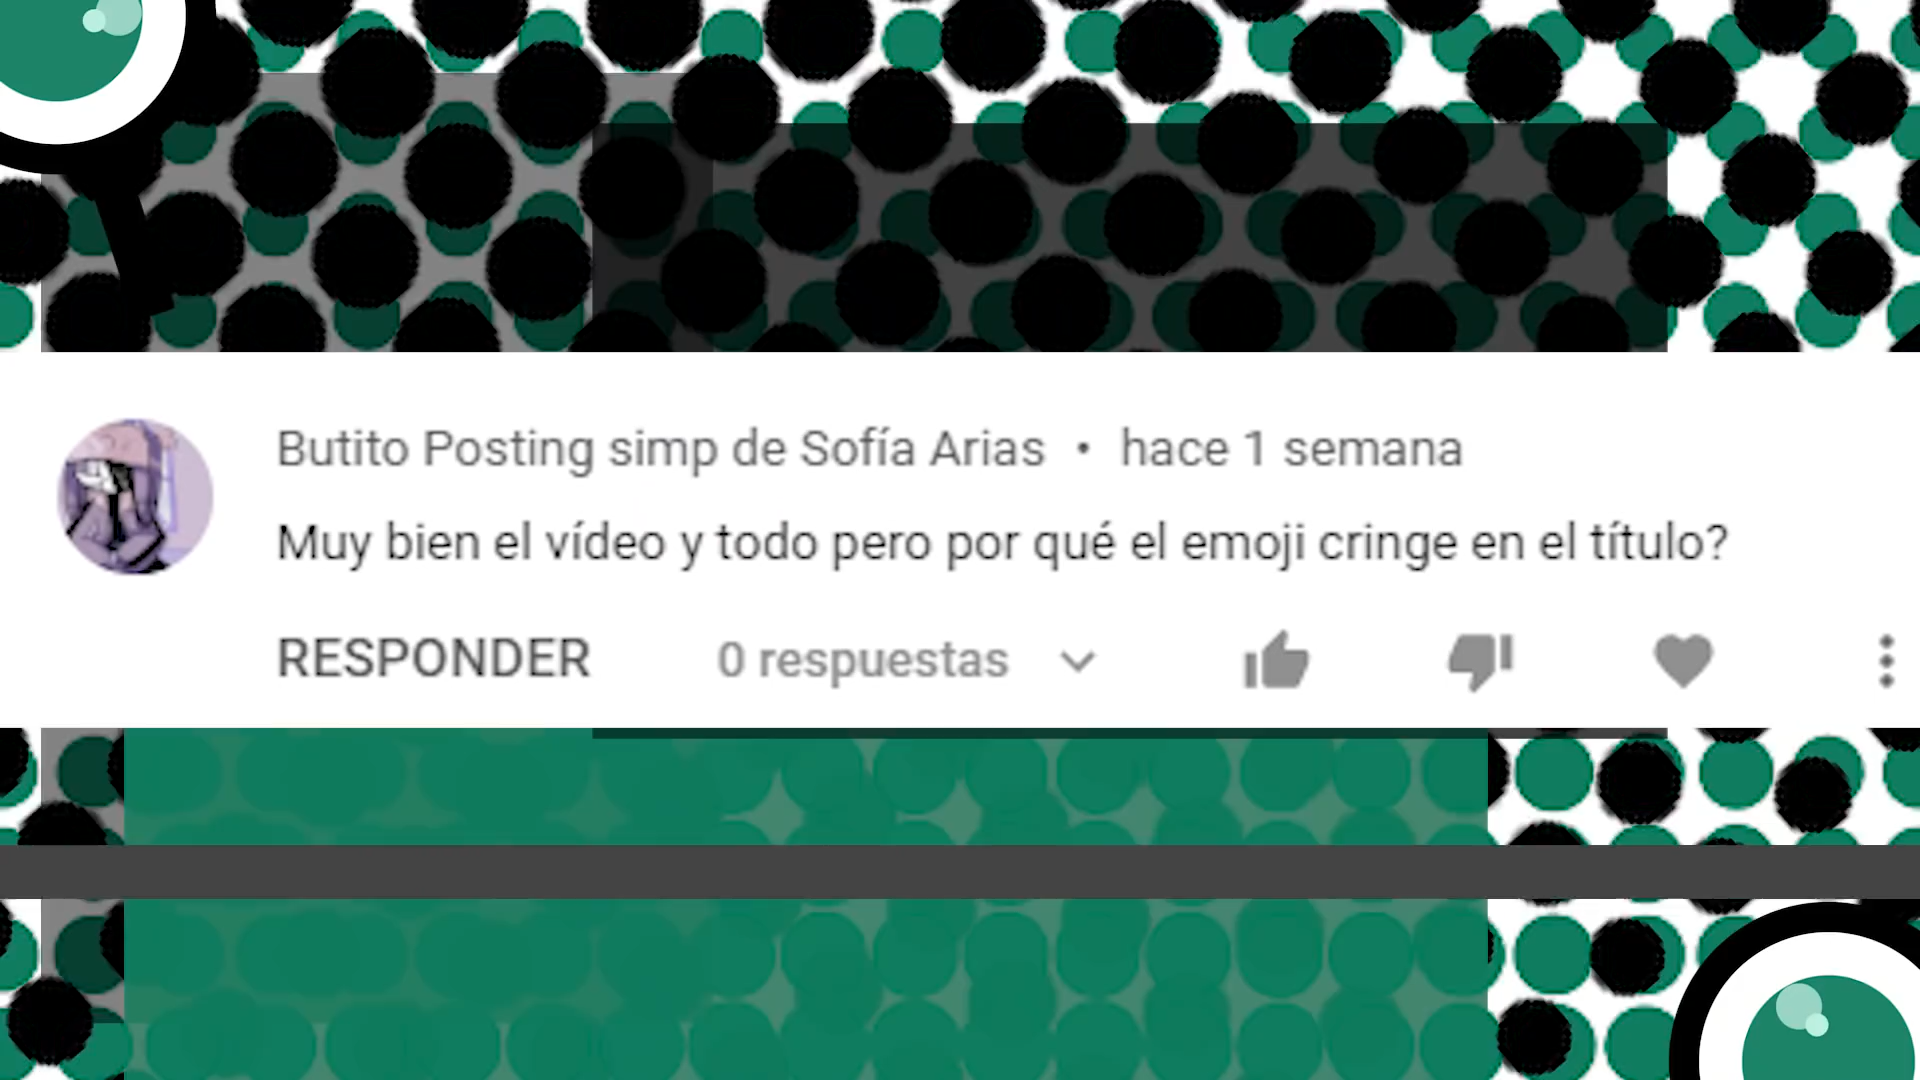 Butito Posting simp de Sofía Arias • hace 1 semana
Muy bien el vídeo y todo pero por qué el emoji cringe en el título?
RESPONDER 0 respuestas